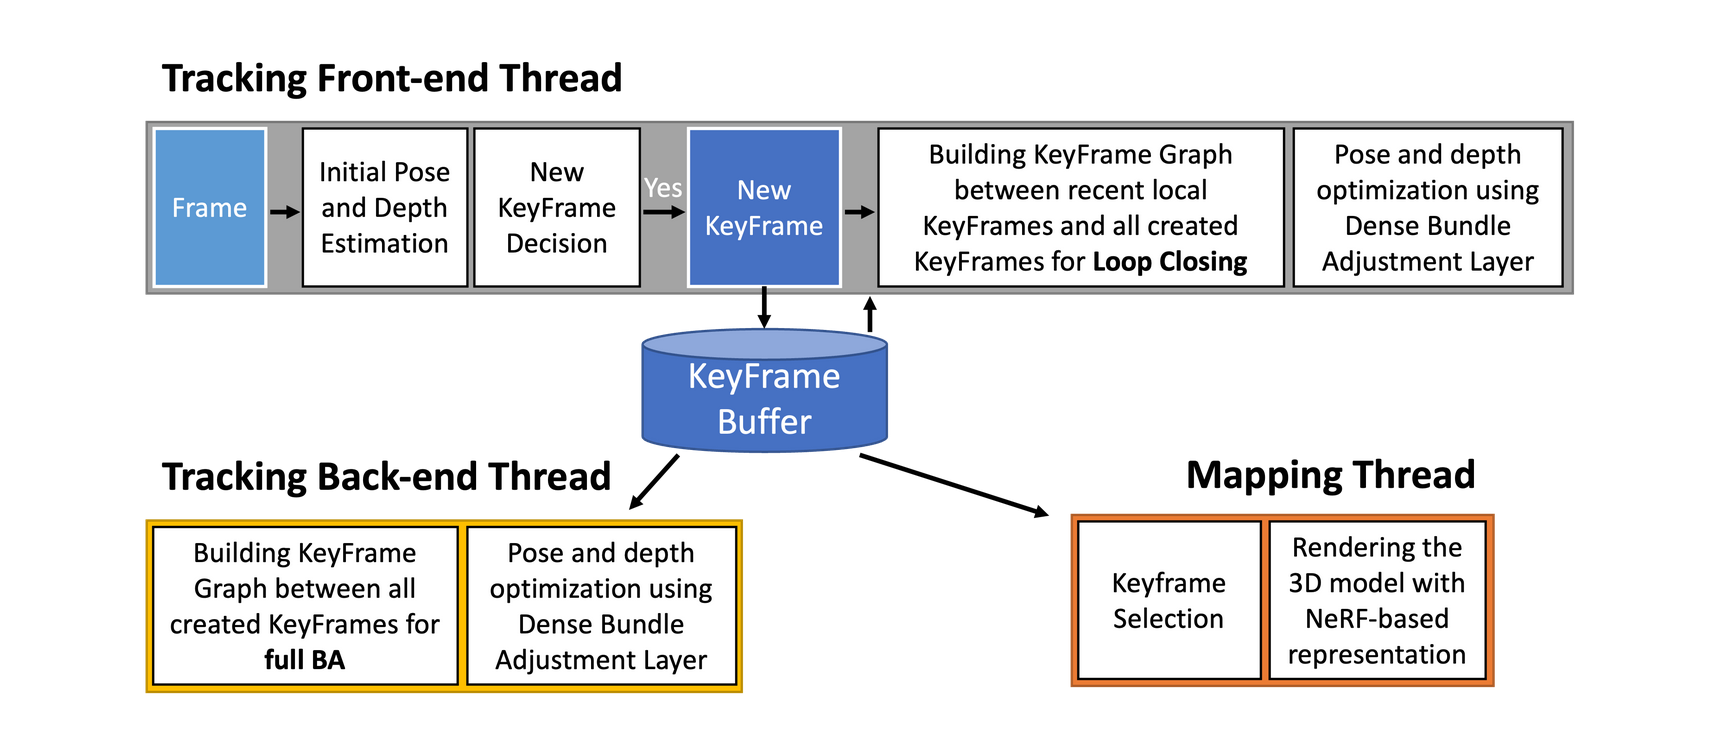 Tracking Front-end Thread
Frame
Initial Pose
and Depth
Estimation
New
KeyFrame
Decision
Yes
New
KeyFrame
Building KeyFrame Graph
between recent local
KeyFrames and all created
KeyFrames for Loop Closing
Pose and depth
optimization using
Dense Bundle
Adjustment Layer
KeyFrame
Buffer
Tracking Back-end Thread
Building KeyFrame
Graph between all
created KeyFrames for
full BA
Pose and depth
optimization using
Dense Bundle
Adjustment Layer
Mapping Thread
Keyframe
Selection
Rendering the
3D model with
NeRF-based
representation